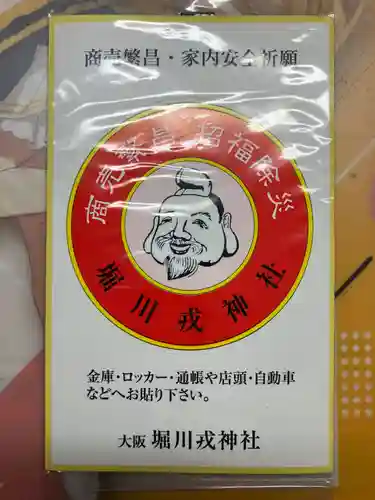 商売繁昌・家内安全祈願
商売繁昌 招福除災
堀川戎神社
金庫・ロッカー・通帳や店頭・自動車
などへお貼り下さい。
大阪 堀川戎神社